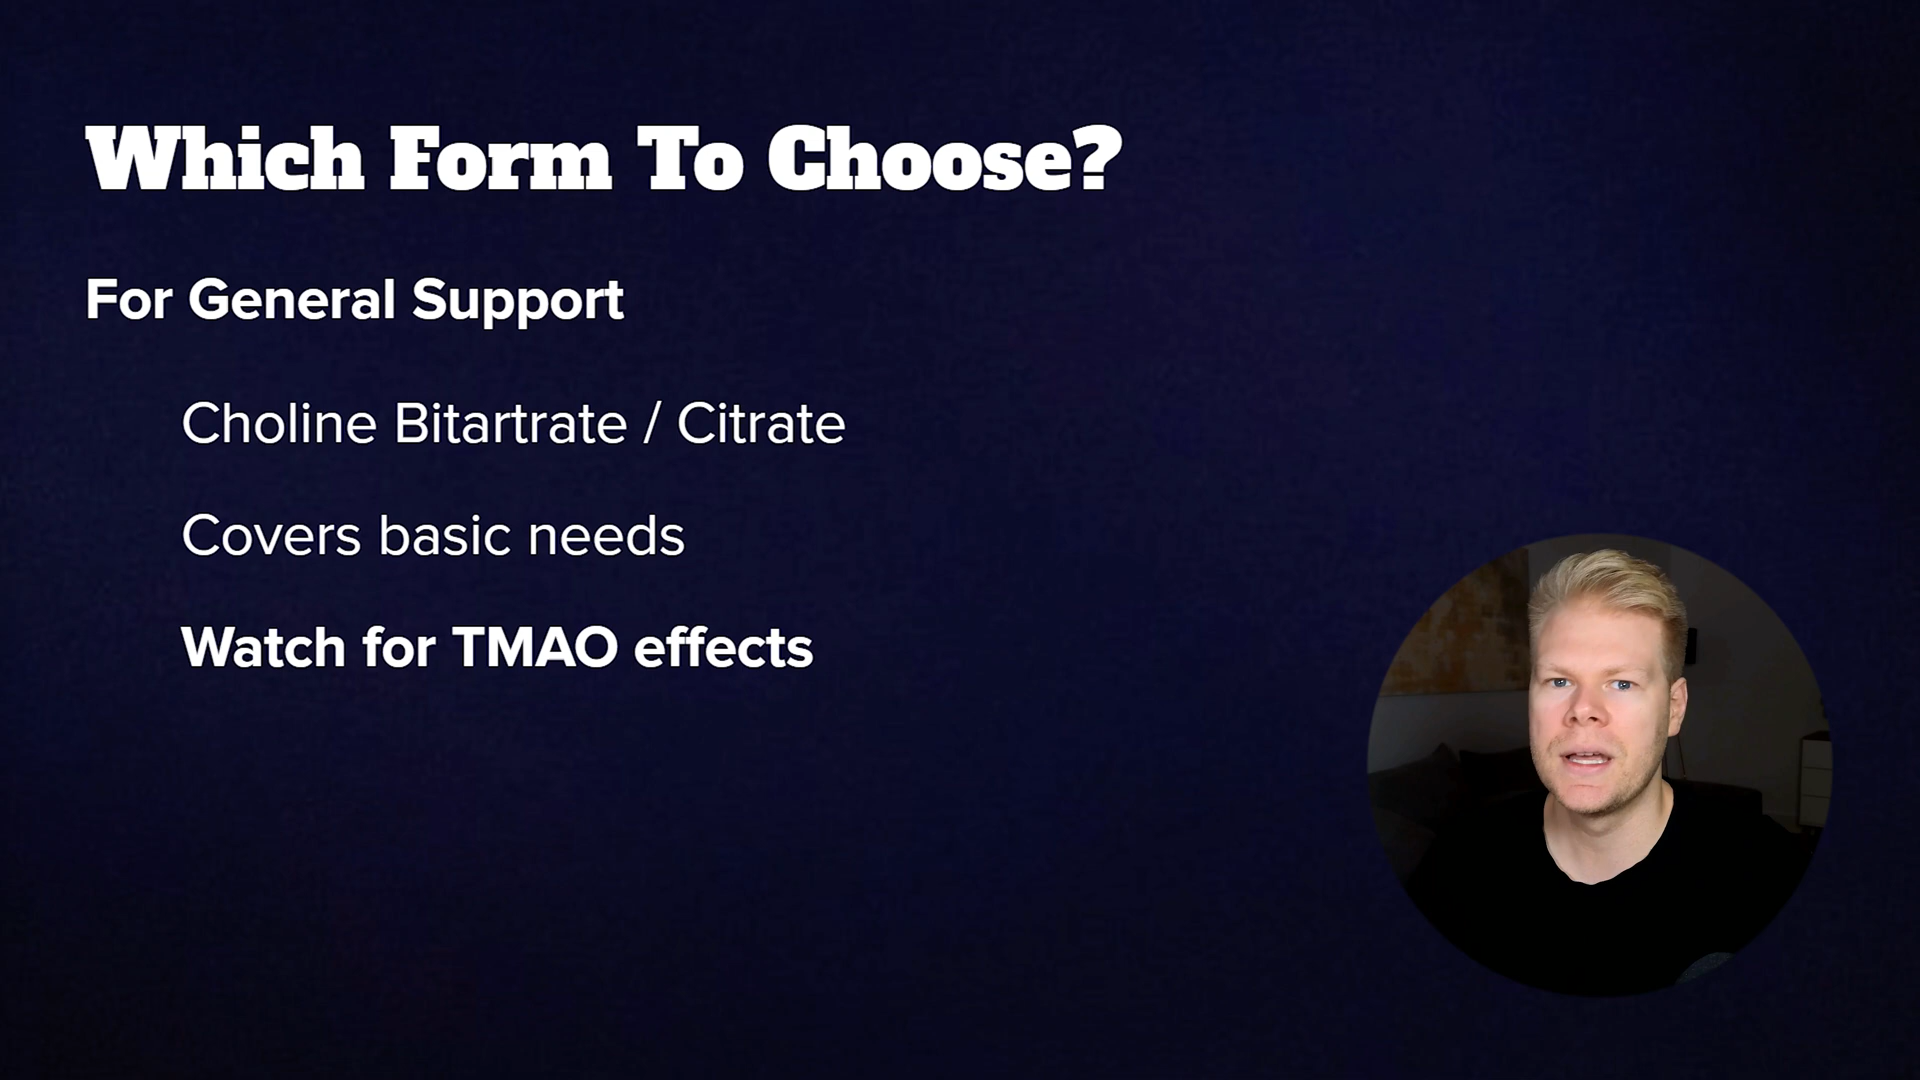 Which Form To Choose?
For General Support
Choline Bitartrate / Citrate
Covers basic needs
Watch for TMAO effects